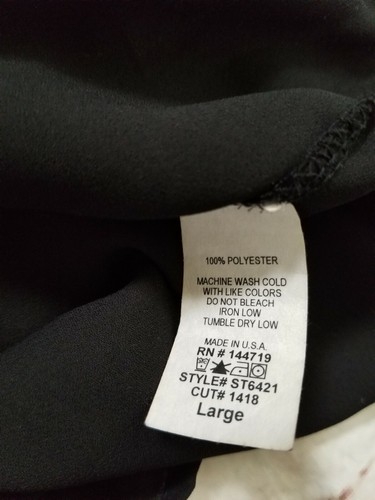 100% POLYESTER
MACHINE WASH COLD
WITH LIKE COLORS
DO NOT BLEACH
IRON LOW
TUMBLE DRY LOW
MADE IN U.S.A.
RN # 144719
STYLE# ST6421
CUT# 1418
Large